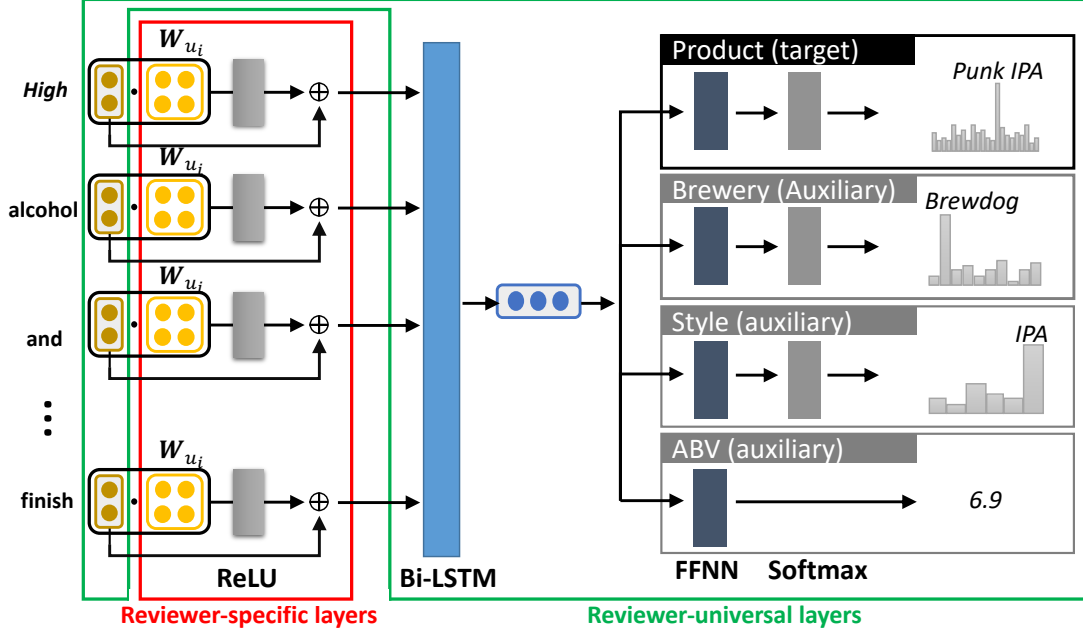 High
alcohol
and
⋮
finish
W_{u_i}
W_{u_i}
W_{u_i}
W_{u_i}
ReLU
Bi-LSTM
Product (target)
Punk IPA
Brewery (Auxiliary)
Brewdog
Style (auxiliary)
IPA
ABV (auxiliary)
6.9
FFNN
Softmax
Reviewer-specific layers
Reviewer-universal layers